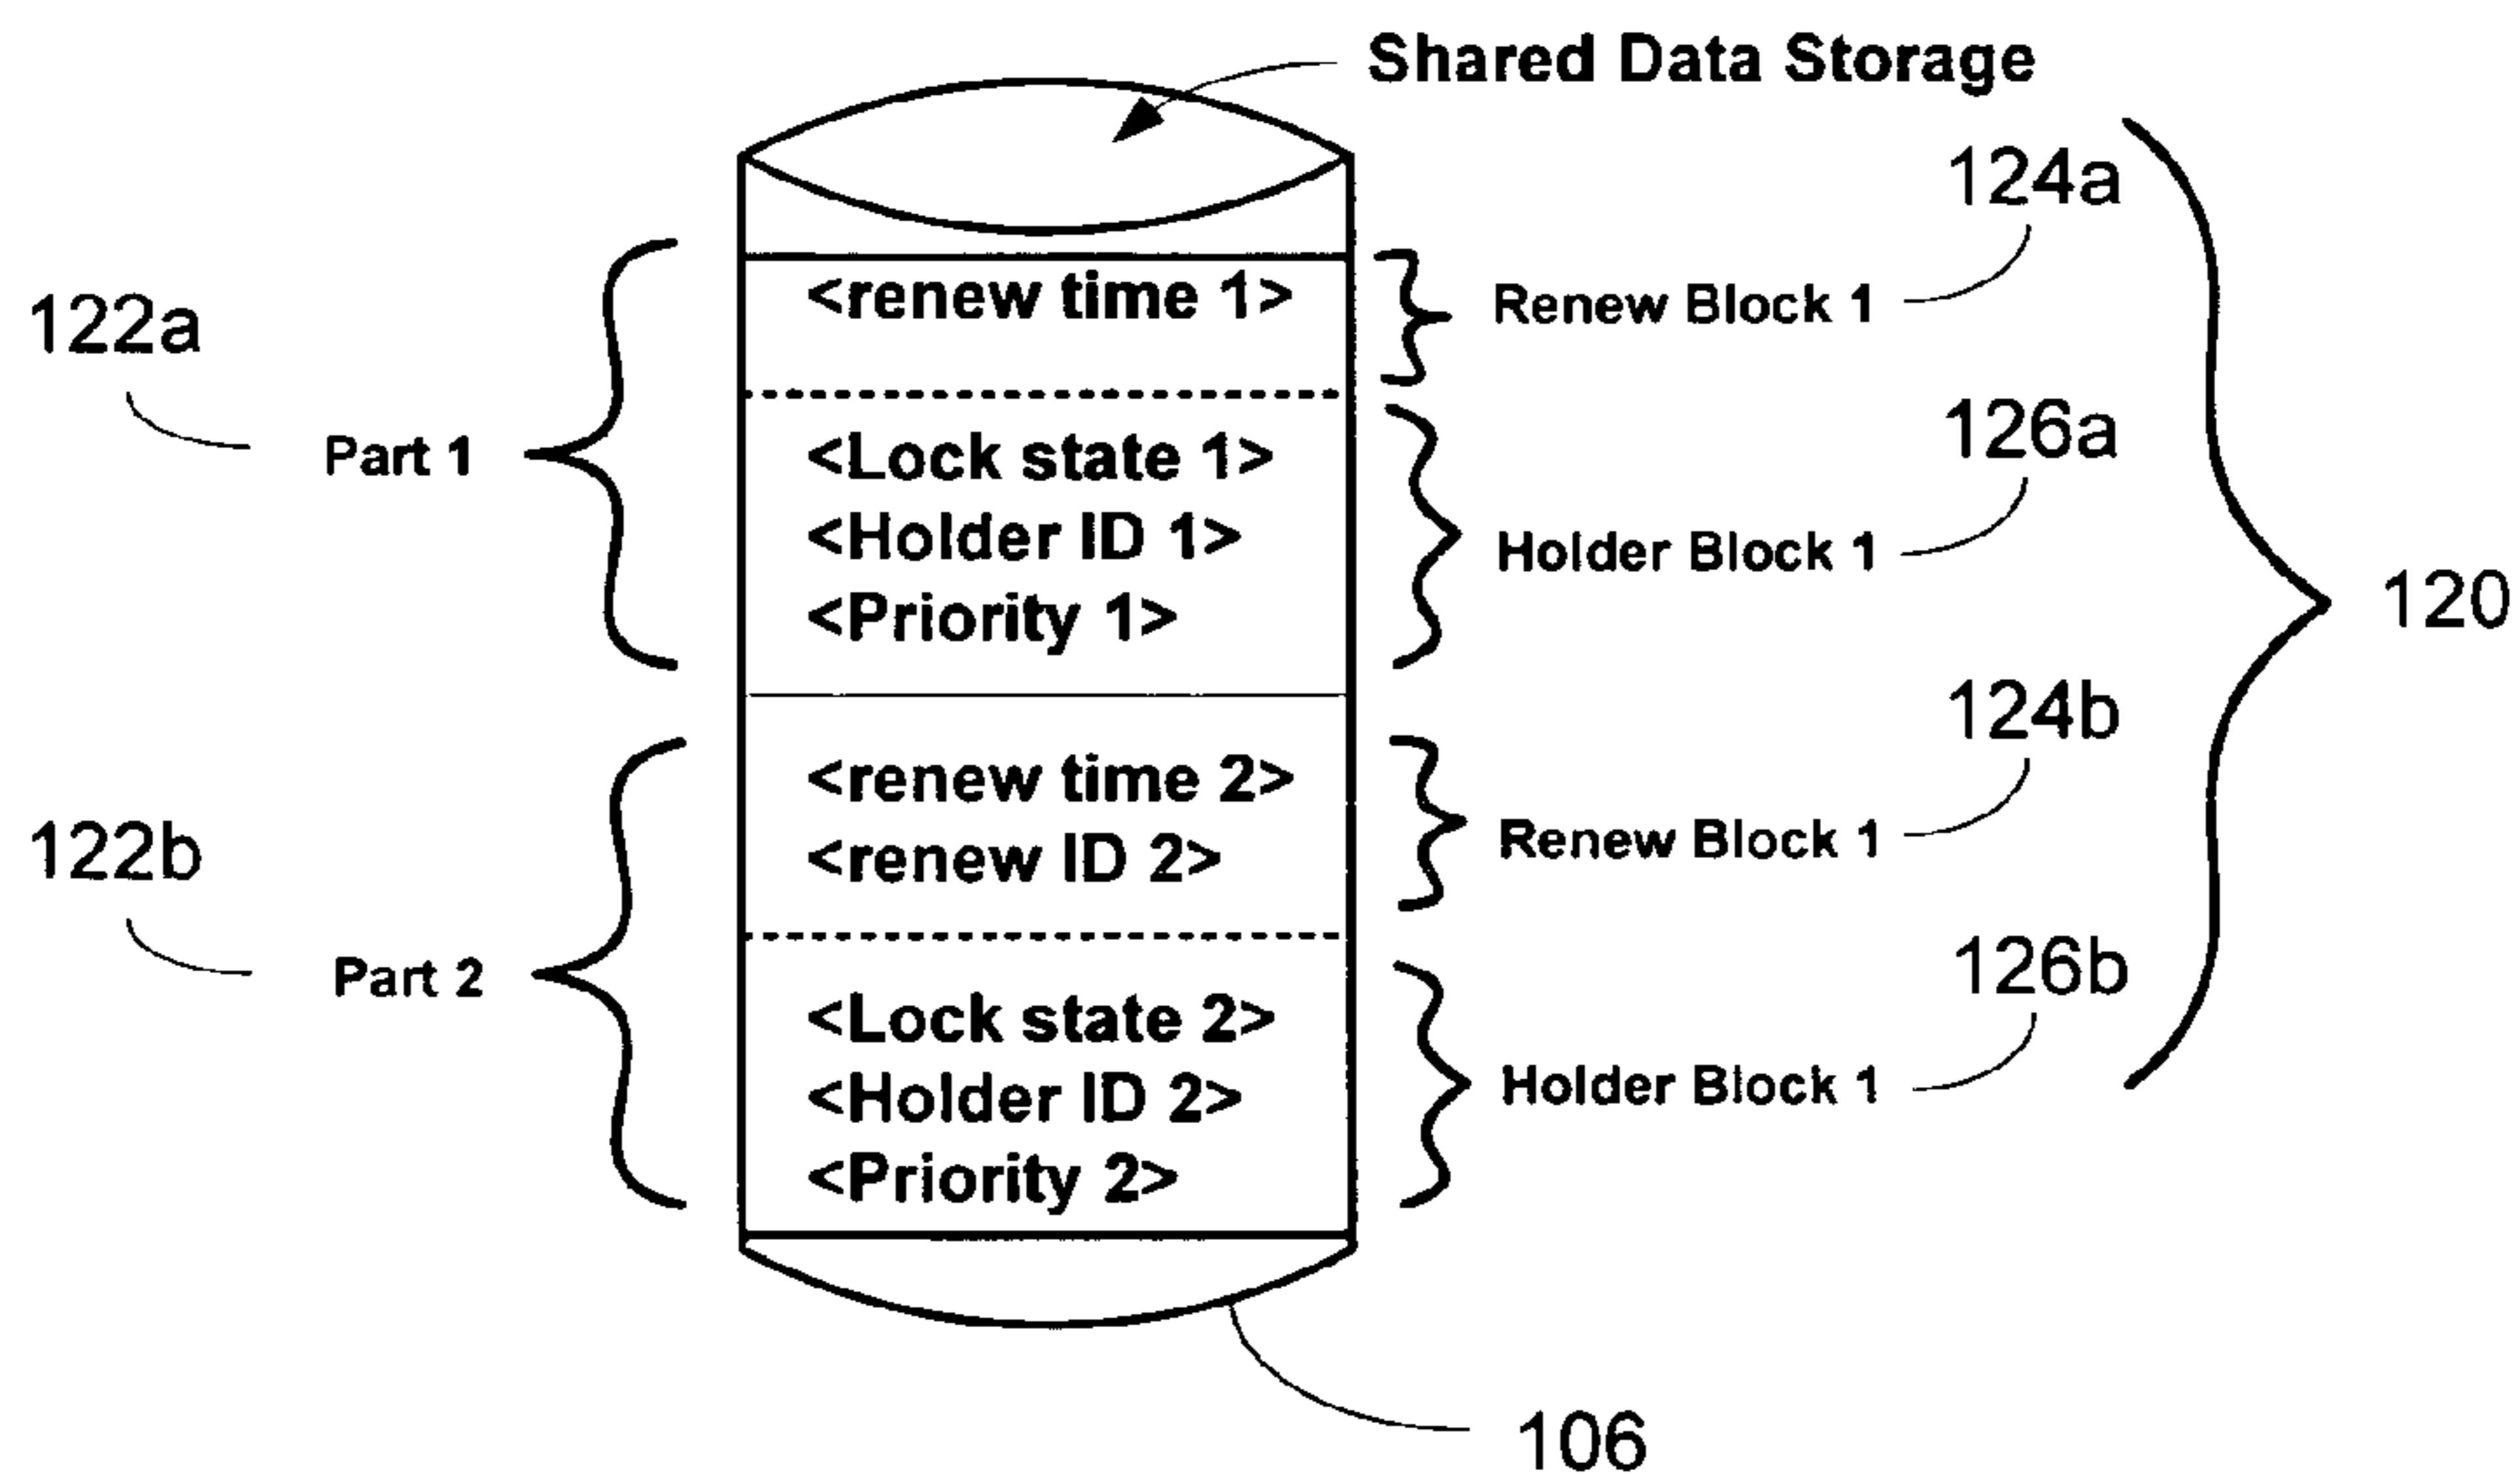 Shared Data Storage
124a
<renew time 1>
Renew Block 1
122a
Part 1
126a
<Lock state 1>
<Holder ID 1>
Holder Block 1
<Priority 1>
120
124b
<renew time 2>
<renew ID 2>
Renew Block 1
122b
Part 2
126b
<Lock state 2>
<Holder ID 2>
Holder Block 1
<Priority 2>
106